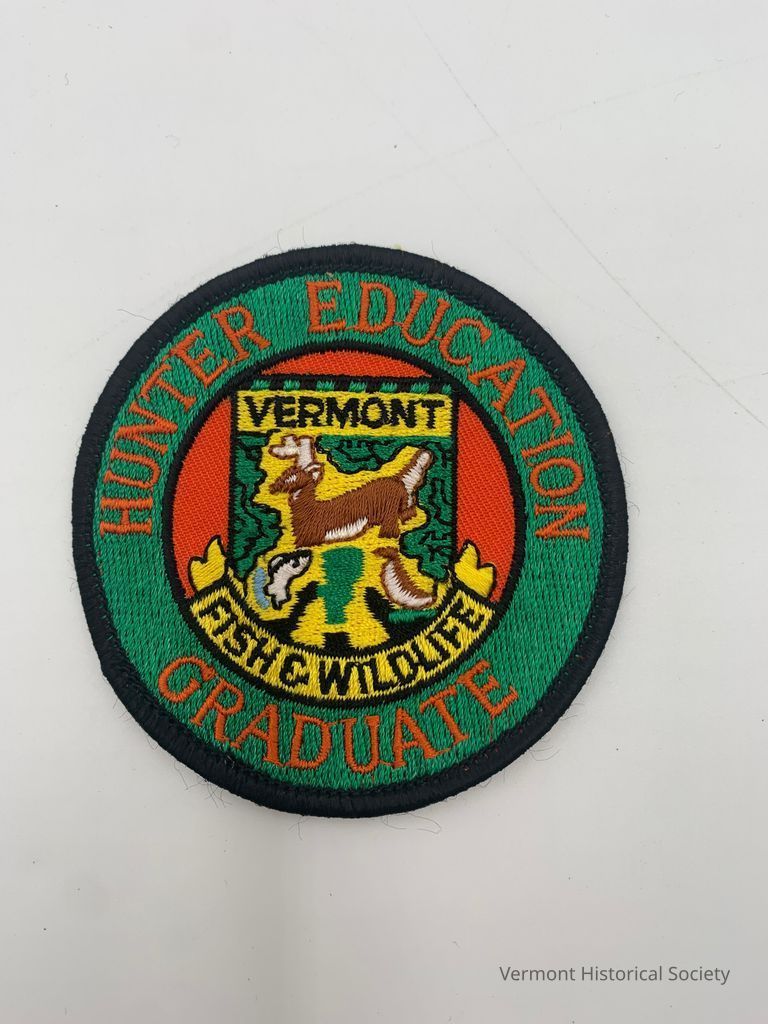 HUNTER EDUCATION
VERMONT
FISH & WILDLIFE
GRADUATE
Vermont Historical Society